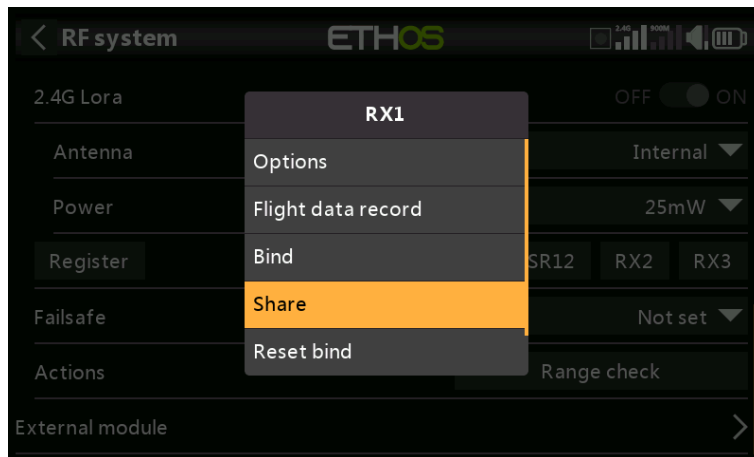 RF system ETHOS 2.4G 900M
2.4G Lora OFF ON
RX1
Antenna Internal
Options
Power 25mW
Flight data record
Register SR12 RX2 RX3
Bind
Failsafe Not set
Share
Reset bind
Actions Range check
External module